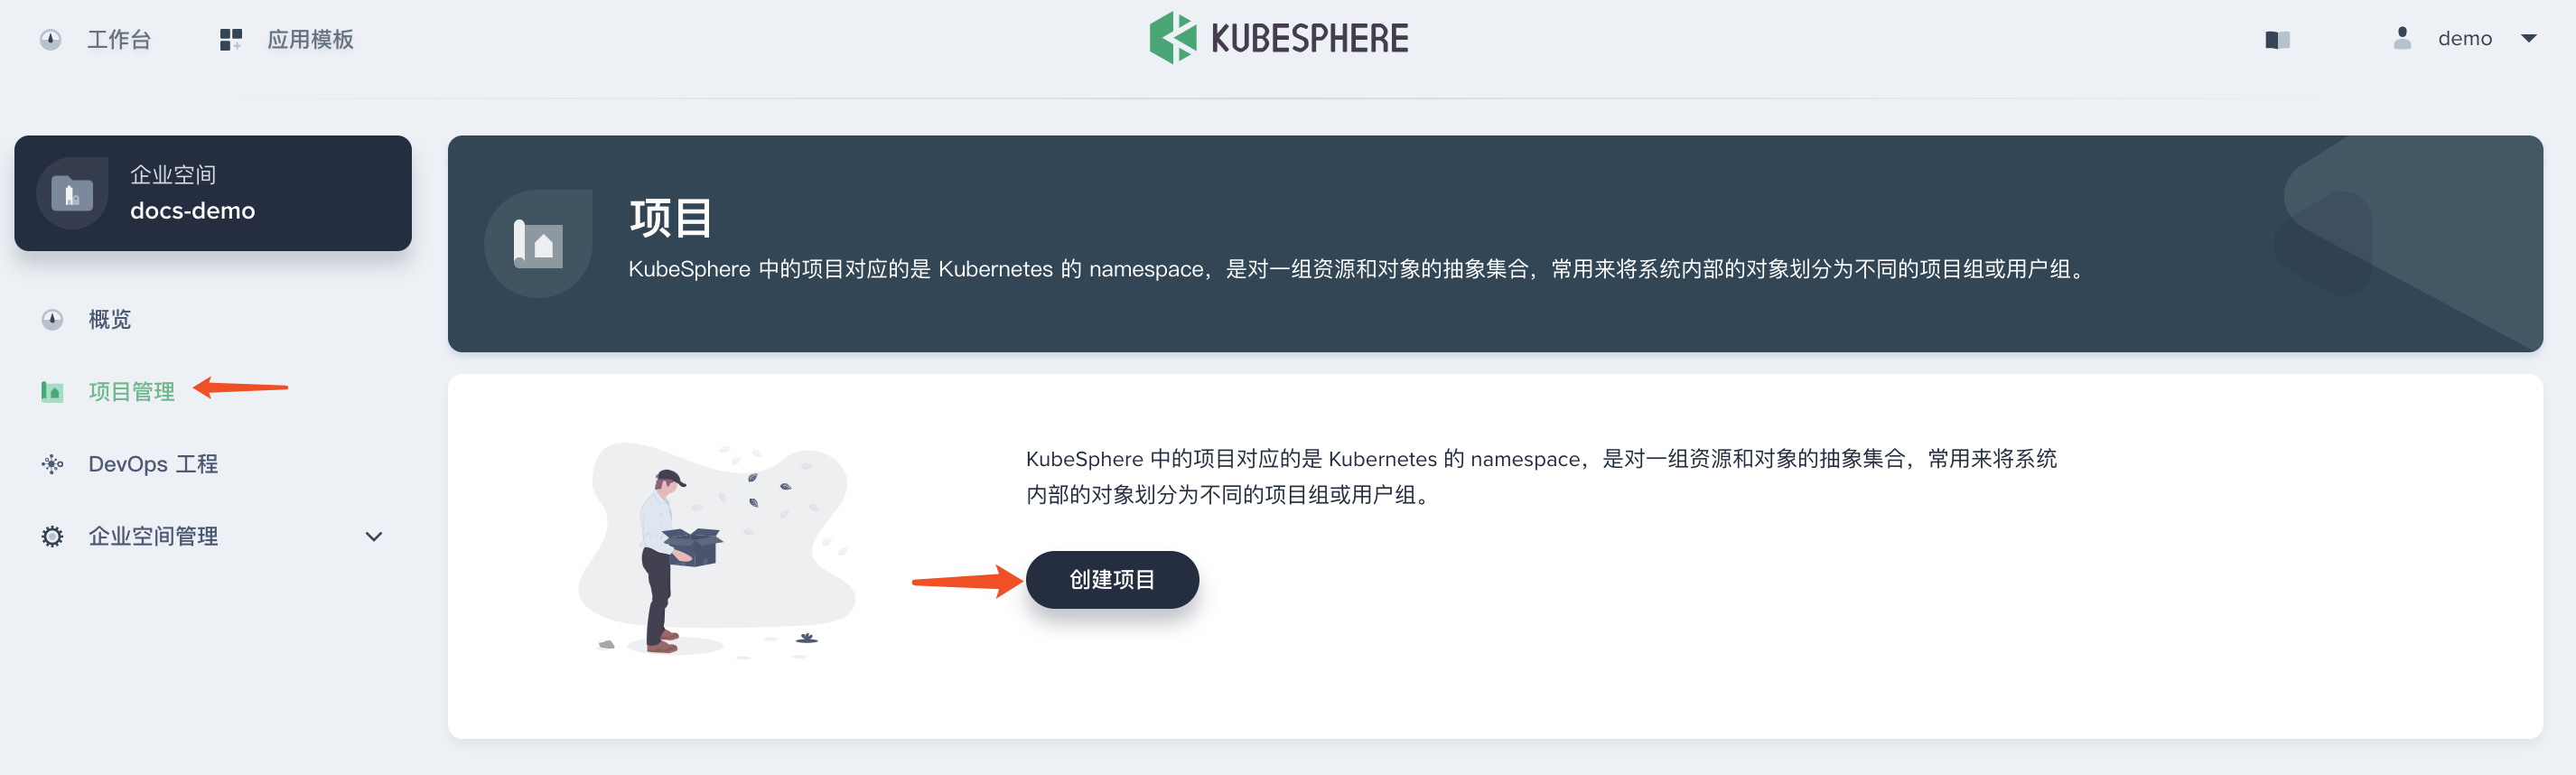 工作台
应用模板
KUBESPHERE
demo
企业空间
docs-demo
概览
项目管理
DevOps 工程
企业空间管理
项目
KubeSphere 中的项目对应的是 Kubernetes 的 namespace，是对一组资源和对象的抽象集合，常用来将系统内部的对象划分为不同的项目组或用户组。
KubeSphere 中的项目对应的是 Kubernetes 的 namespace，是对一组资源和对象的抽象集合，常用来将系统
内部的对象划分为不同的项目组或用户组。
创建项目